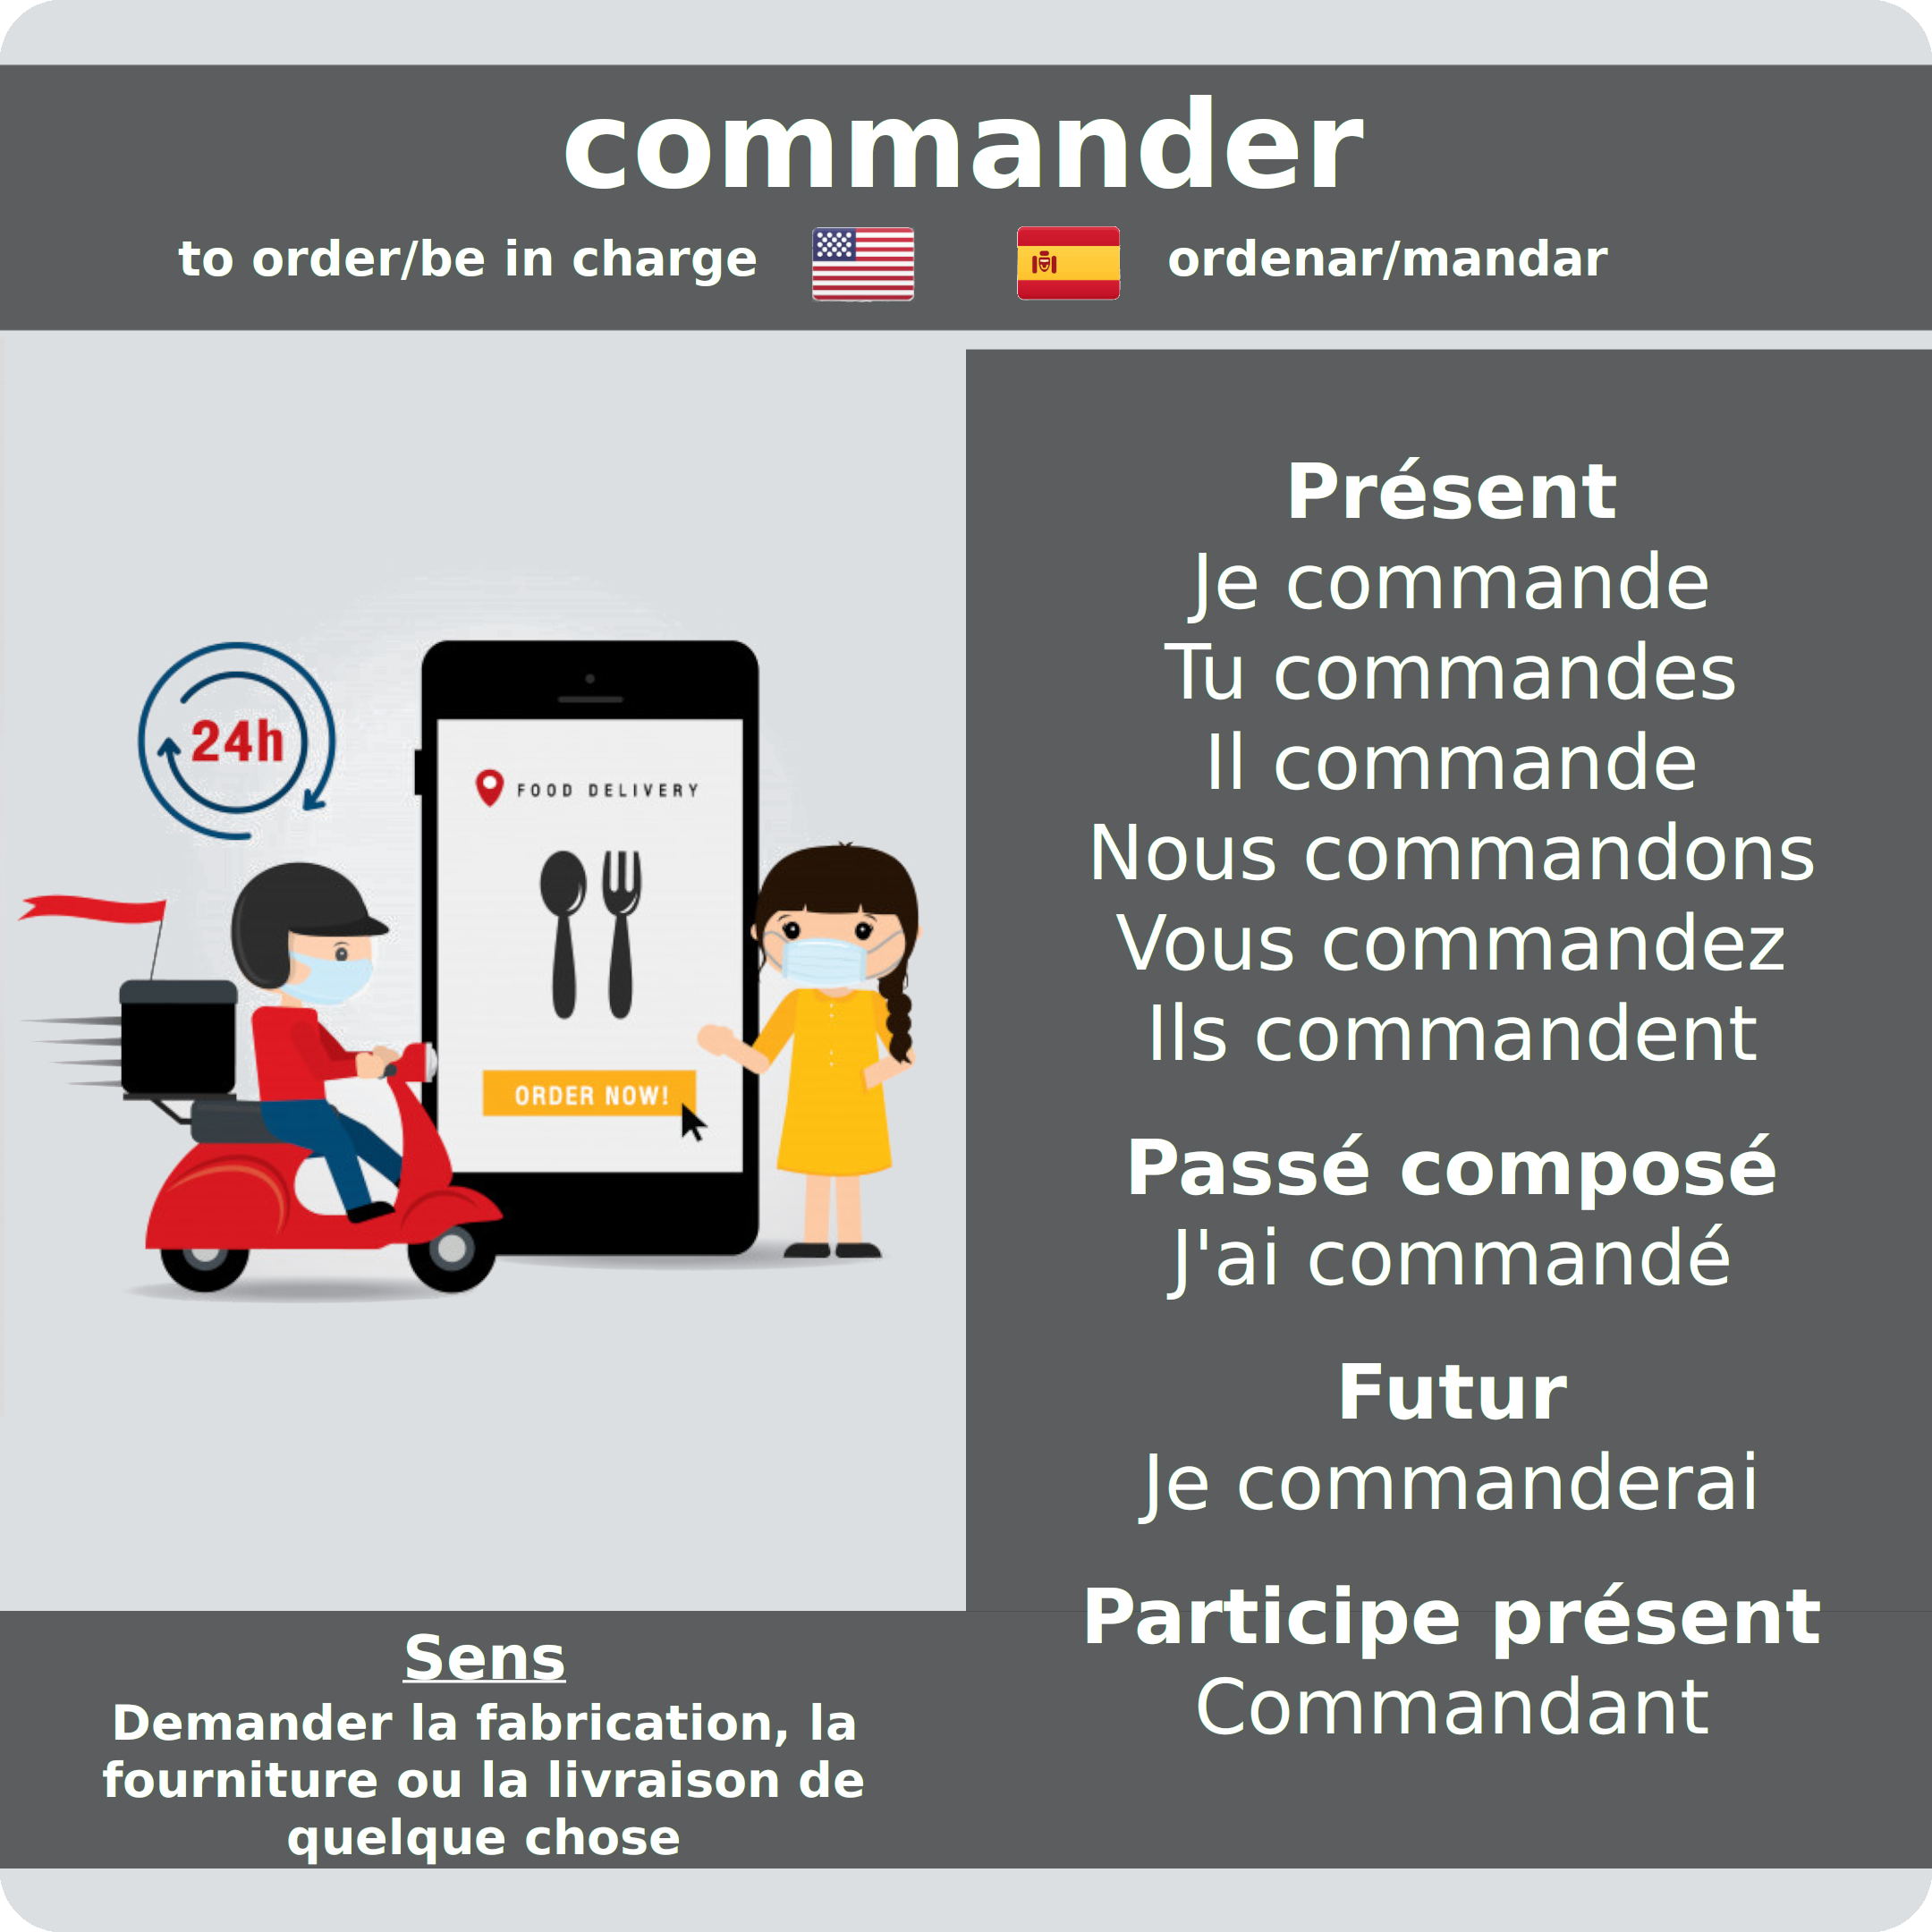 commander
to order/be in charge
ordenar/mandar
24h
FOOD DELIVERY
ORDER NOW!
Sens
Demander la fabrication, la
fourniture ou la livraison de
quelque chose
Présent
Je commande
Tu commandes
Il commande
Nous commandons
Vous commandez
Ils commandent
Passé composé
J'ai commandé
Futur
Je commanderai
Participe présent
Commandant